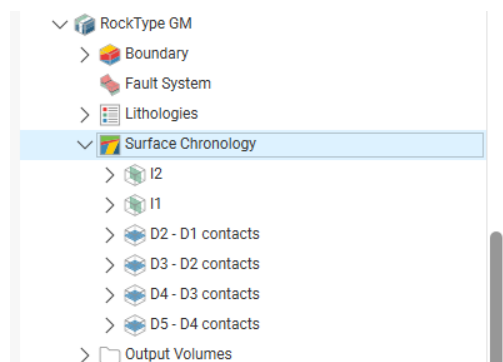 RockType GM
Boundary
Fault System
Lithologies
Surface Chronology
I2
I1
D2 - D1 contacts
D3 - D2 contacts
D4 - D3 contacts
D5 - D4 contacts
Output Volumes